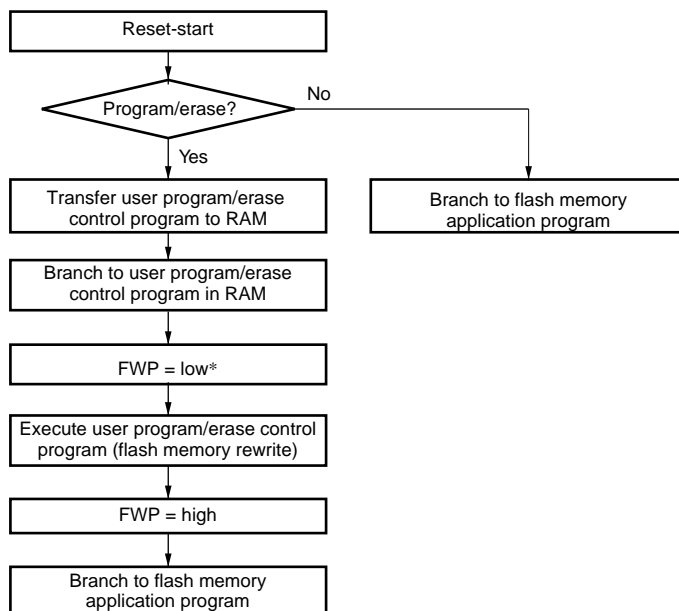 Reset-start
Program/erase?
No
Yes
Transfer user program/erase
control program to RAM
Branch to flash memory
application program
Branch to user program/erase
control program in RAM
FWP = low*
Execute user program/erase control
program (flash memory rewrite)
FWP = high
Branch to flash memory
application program